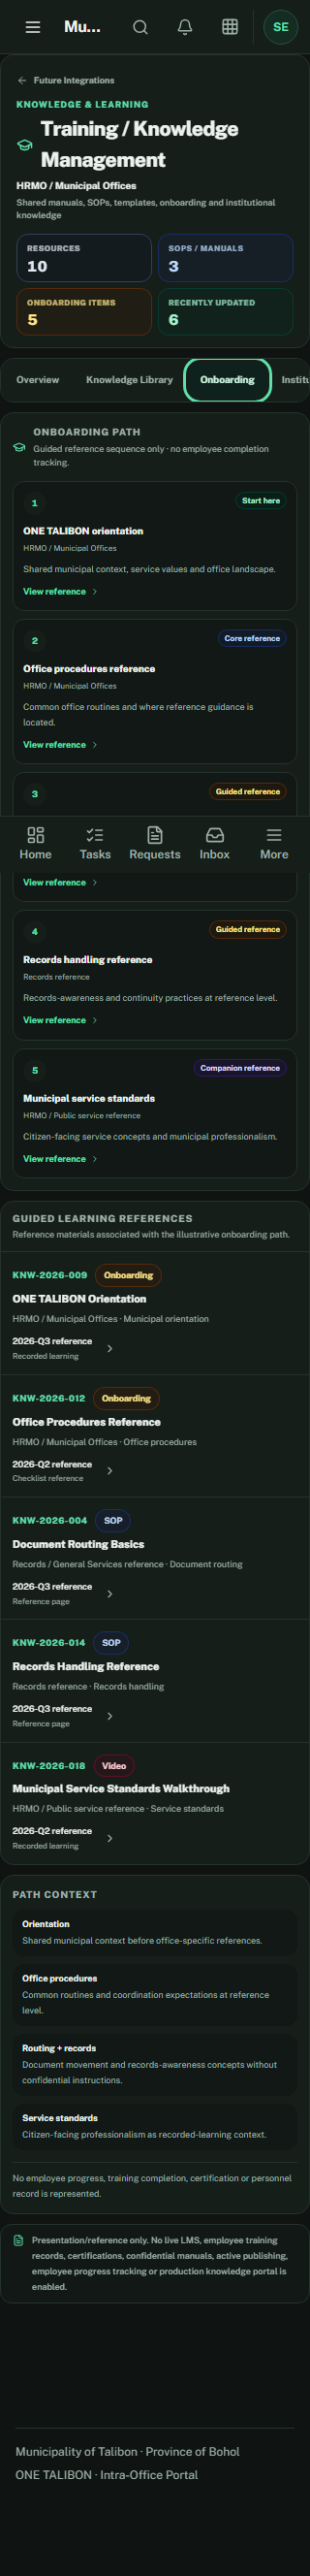 Mu...
SE
Future Integrations
KNOWLEDGE & LEARNING
Training / Knowledge
Management
HRMO / Municipal Offices
Shared manuals, SOPs, templates, onboarding and institutional
knowledge
RESOURCES
10
SOPS / MANUALS
3
ONBOARDING ITEMS
5
RECENTLY UPDATED
6
Overview
Knowledge Library
Onboarding
Institu
ONBOARDING PATH
Guided reference sequence only · no employee completion
tracking.
1
Start here
ONE TALIBON orientation
HRMO / Municipal Offices
Shared municipal context, service values and office landscape.
View reference
2
Core reference
Office procedures reference
HRMO / Municipal Offices
Common office routines and where reference guidance is
located.
View reference
3
Guided reference
Home
Tasks
Requests
Inbox
More
View reference
4
Guided reference
Records handling reference
Records reference
Records-awareness and continuity practices at reference level.
View reference
5
Companion reference
Municipal service standards
HRMO / Public service reference
Citizen-facing service concepts and municipal professionalism.
View reference
GUIDED LEARNING REFERENCES
Reference materials associated with the illustrative onboarding path.
KNW-2026-009
Onboarding
ONE TALIBON Orientation
HRMO / Municipal Offices · Municipal orientation
2026-Q3 reference
Recorded learning
KNW-2026-012
Onboarding
Office Procedures Reference
HRMO / Municipal Offices · Office procedures
2026-Q2 reference
Checklist reference
KNW-2026-004
SOP
Document Routing Basics
Records / General Services reference · Document routing
2026-Q3 reference
Reference page
KNW-2026-014
SOP
Records Handling Reference
Records reference · Records handling
2026-Q3 reference
Reference page
KNW-2026-018
Video
Municipal Service Standards Walkthrough
HRMO / Public service reference · Service standards
2026-Q2 reference
Recorded learning
PATH CONTEXT
Orientation
Shared municipal context before office-specific references.
Office procedures
Common routines and coordination expectations at reference
level.
Routing + records
Document movement and records-awareness concepts without
confidential instructions.
Service standards
Citizen-facing professionalism as recorded-learning context.
No employee progress, training completion, certification or personnel
record is represented.
Presentation/reference only. No live LMS, employee training
records, certifications, confidential manuals, active publishing,
employee progress tracking or production knowledge portal is
enabled.
Municipality of Talibon · Province of Bohol
ONE TALIBON · Intra-Office Portal